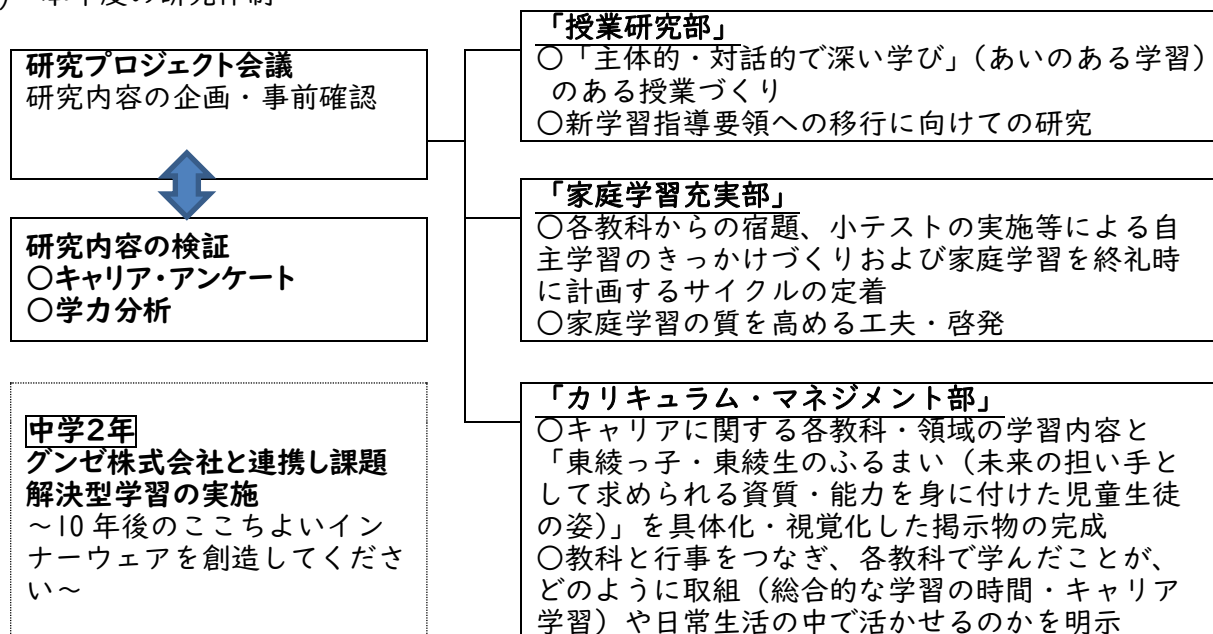 本年度の研究体制
研究プロジェクト会議
研究内容の企画・事前確認
研究内容の検証
〇キャリア・アンケート
〇学力分析
中学2年
グンゼ株式会社と連携し課題
解決型学習の実施
～10年後のここちよいイン
ナーウェアを創造してくださ
い～
「授業研究部」
〇「主体的・対話的で深い学び」(あいのある学習)
のある授業づくり
〇新学習指導要領への移行に向けての研究
「家庭学習充実部」
〇各教科からの宿題、小テストの実施等による自
主学習のきっかけづくりおよび家庭学習を終礼時
に計画するサイクルの定着
〇家庭学習の質を高める工夫・啓発
「カリキュラム・マネジメント部」
〇キャリアに関する各教科・領域の学習内容と
「東綾っ子・東綾生のふるまい（未来の担い手と
して求められる資質・能力を身に付けた児童生徒
の姿)」を具体化・視覚化した掲示物の完成
〇教科と行事をつなぎ、各教科で学んだことが、
どのように取組（総合的な学習の時間・キャリア
学習）や日常生活の中で活かせるのかを明示